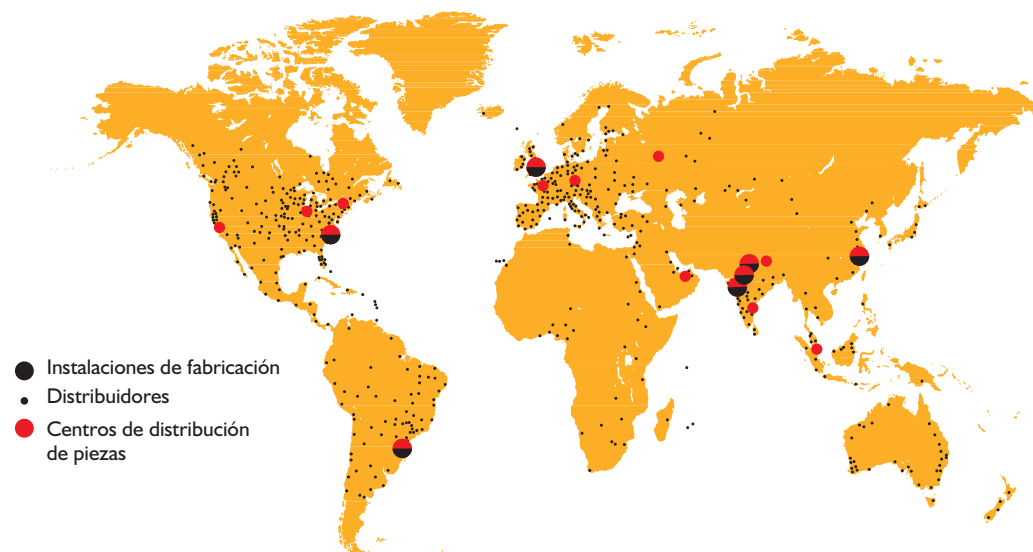 Instalaciones de fabricación
Distribuidores
Centros de distribución
de piezas